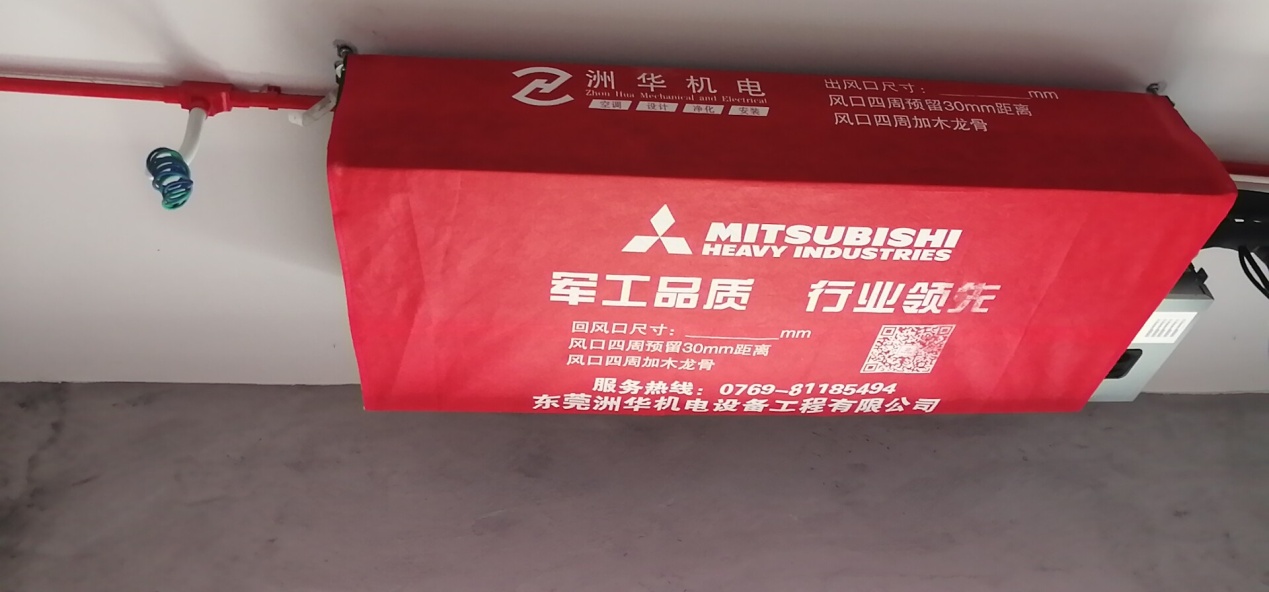 洲华机电
Zhou Hua Mechanical and Electrical
空调 设计 净化 安装
出风口尺寸：__________mm
风口四周预留30mm距离
风口四周加木龙骨
MITSUBISHI
HEAVY INDUSTRIES
军工品质 行业领先
回风口尺寸：__________mm
风口四周预留30mm距离
风口四周加木龙骨
服务热线：0769-81185494
东莞洲华机电设备工程有限公司